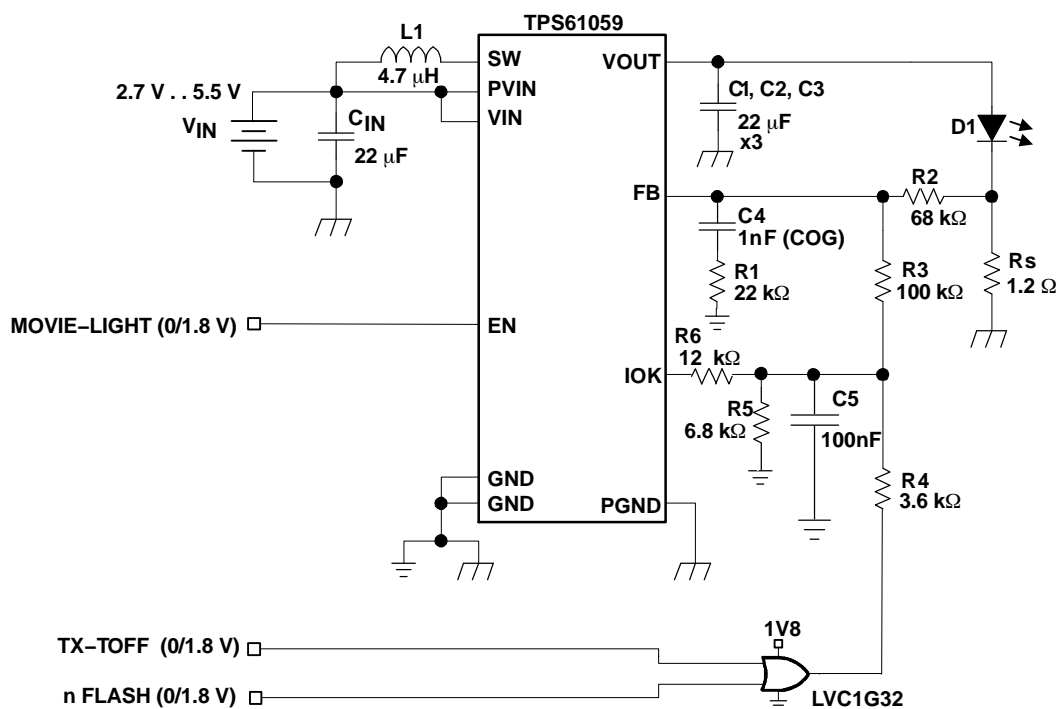 TPS61059
L1
4.7 μH
SW
VOUT
2.7 V . . 5.5 V
PVIN
VIN
VIN
CIN
22 μF
C1, C2, C3
22 μF
x3
D1
FB
R2
68 kΩ
C4
1nF (COG)
R1
22 kΩ
R3
100 kΩ
Rs
1.2 Ω
MOVIE–LIGHT (0/1.8 V)
EN
R6
12 kΩ
IOK
R5
6.8 kΩ
C5
100nF
R4
3.6 kΩ
GND
GND
PGND
TX–TOFF (0/1.8 V)
1V8
n FLASH (0/1.8 V)
LVC1G32